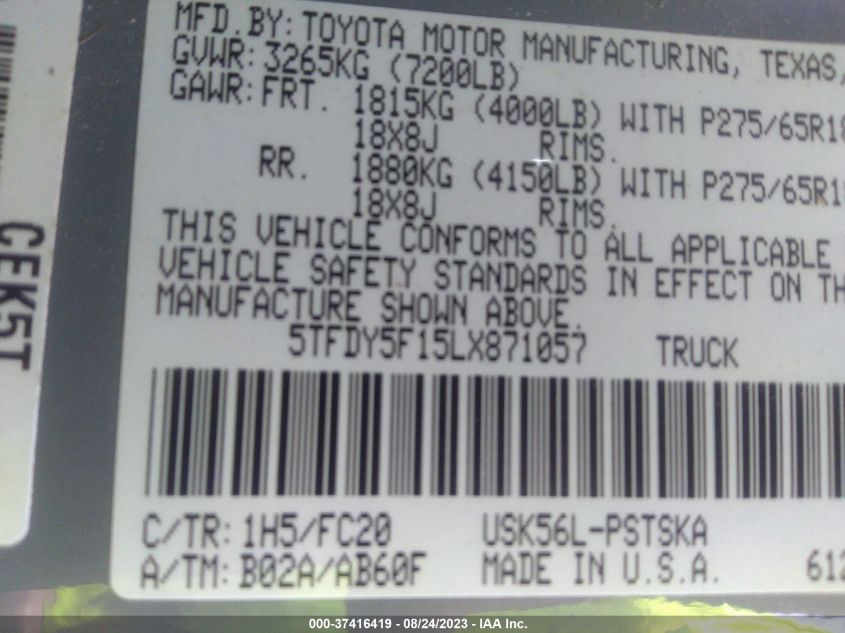 MFD.BY: TOYOTA MOTOR MANUFACTURING, TEXAS,
GVWR: 3265KG (7200LB)
GAWR: FRT. 1815KG (4000LB) WITH P275/65R18
18X8J RIMS.
RR. 1880KG (4150LB) WITH P275/65R18
18X8J RIMS.
THIS VEHICLE CONFORMS TO ALL APPLICABLE
VEHICLE SAFETY STANDARDS IN EFFECT ON TH
MANUFACTURE SHOWN ABOVE.
5TFDY5F15LX871057 TRUCK
C/TR: 1H5/FC20 USK56L-PSTSKA
A/TM: B02A/AB60F MADE IN U.S.A. 612
CEK5T
000-37416419 - 08/24/2023 - IAA Inc.